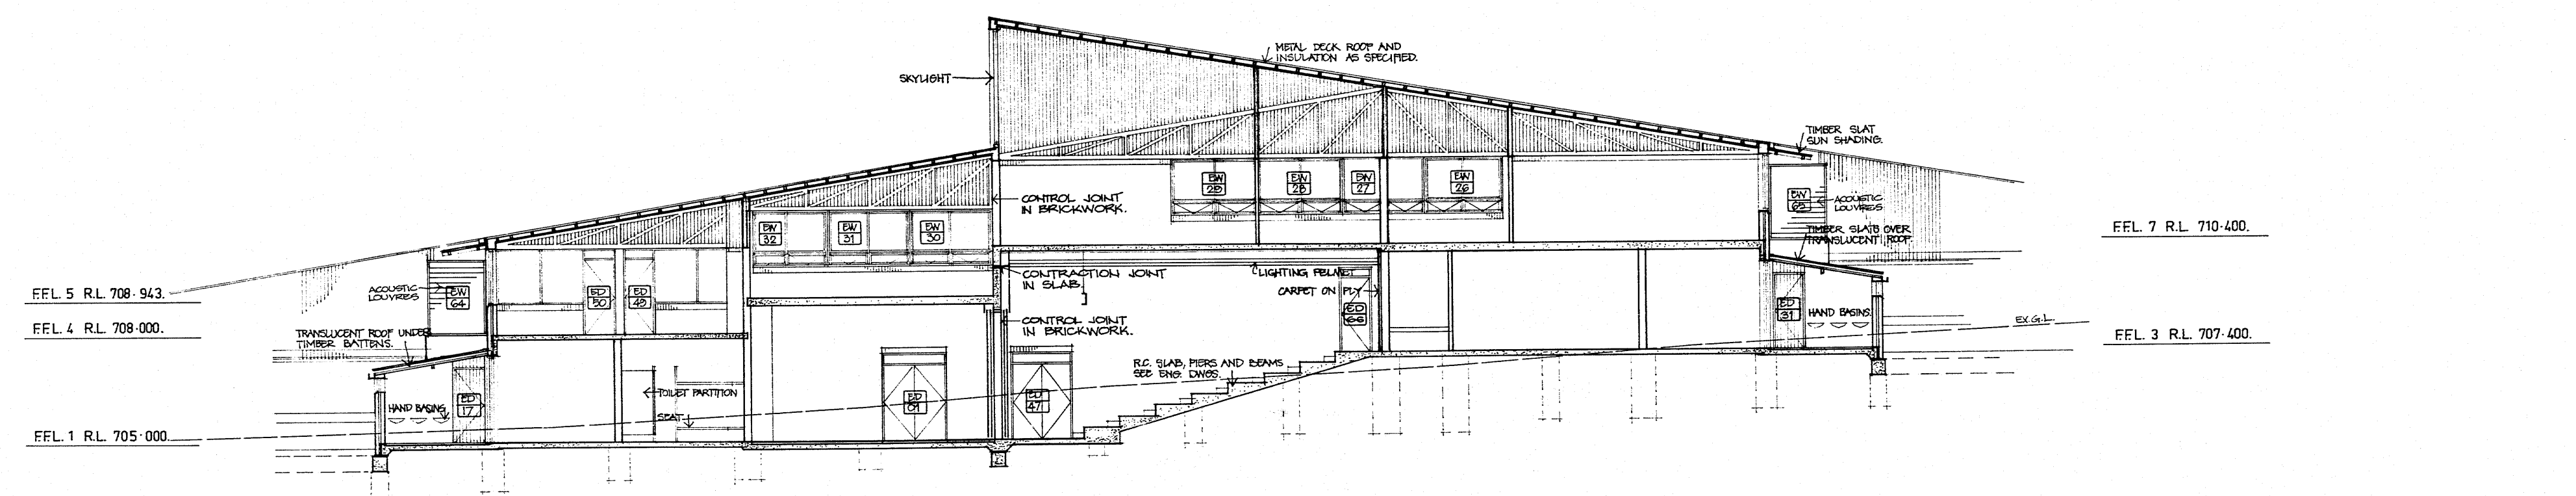 METAL DECK ROOF AND
INSULATION AS SPECIFIED.
SKYLIGHT
TIMBER SLAT
SUN SHADING.
EW
29
EW
28
EW
27
EW
26
EW
65
ACOUSTIC
LOUVRES
CONTROL JOINT
IN BRICKWORK.
EW
32
EW
31
EW
30
TIMBER SLATS OVER
TRANSLUCENT ROOF
F.F.L. 7 R.L. 710·400.
CONTRACTION JOINT
IN SLAB.
LIGHTING PELMET
CARPET ON PLY
F.F.L. 5 R.L. 708·943.
ACOUSTIC
LOUVRES
EW
64
ED
50
ED
49
ED
66
ED
31
HAND BASINS.
EX.G.L.
F.F.L. 4 R.L. 708·000.
TRANSLUCENT ROOF UNDER
TIMBER BATTENS.
CONTROL JOINT
IN BRICKWORK.
F.F.L. 3 R.L. 707·400.
R.C. SLAB, PIERS AND BEAMS
SEE ENG. DWGS.
TOILET PARTITION
SEAT
HAND BASINS
ED
17
ED
47
F.F.L. 1 R.L. 705·000.